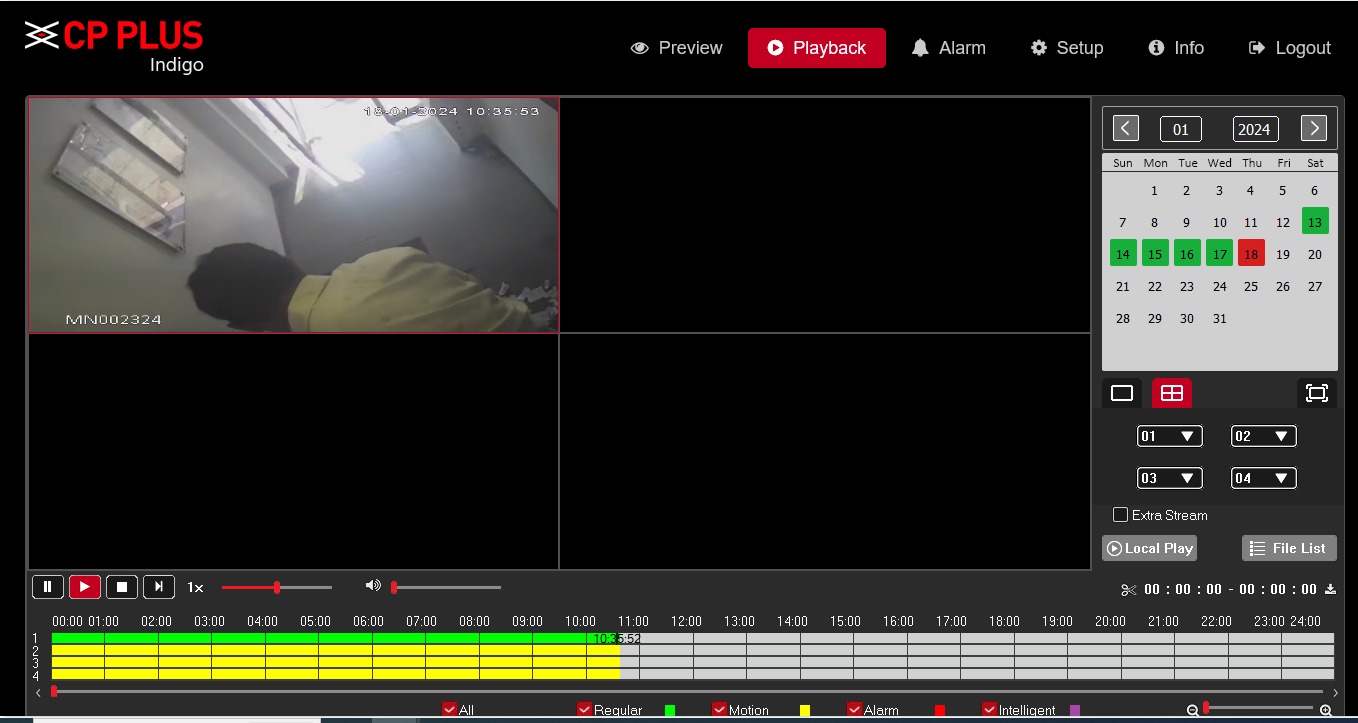 CP PLUS
Indigo
Preview
Playback
Alarm
Setup
Info
Logout
18-01-2024 10:35:53
MN002324
01 2024
Sun Mon Tue Wed Thu Fri Sat
1 2 3 4 5 6
7 8 9 10 11 12 13
14 15 16 17 18 19 20
21 22 23 24 25 26 27
28 29 30 31
01 02
03 04
Extra Stream
Local Play File List
1x
00 : 00 : 00 - 00 : 00 : 00
00:00 01:00 02:00 03:00 04:00 05:00 06:00 07:00 08:00 09:00 10:00 11:00 12:00 13:00 14:00 15:00 16:00 17:00 18:00 19:00 20:00 21:00 22:00 23:00 24:00
1 10:35:52
2
3
4
All Regular Motion Alarm Intelligent